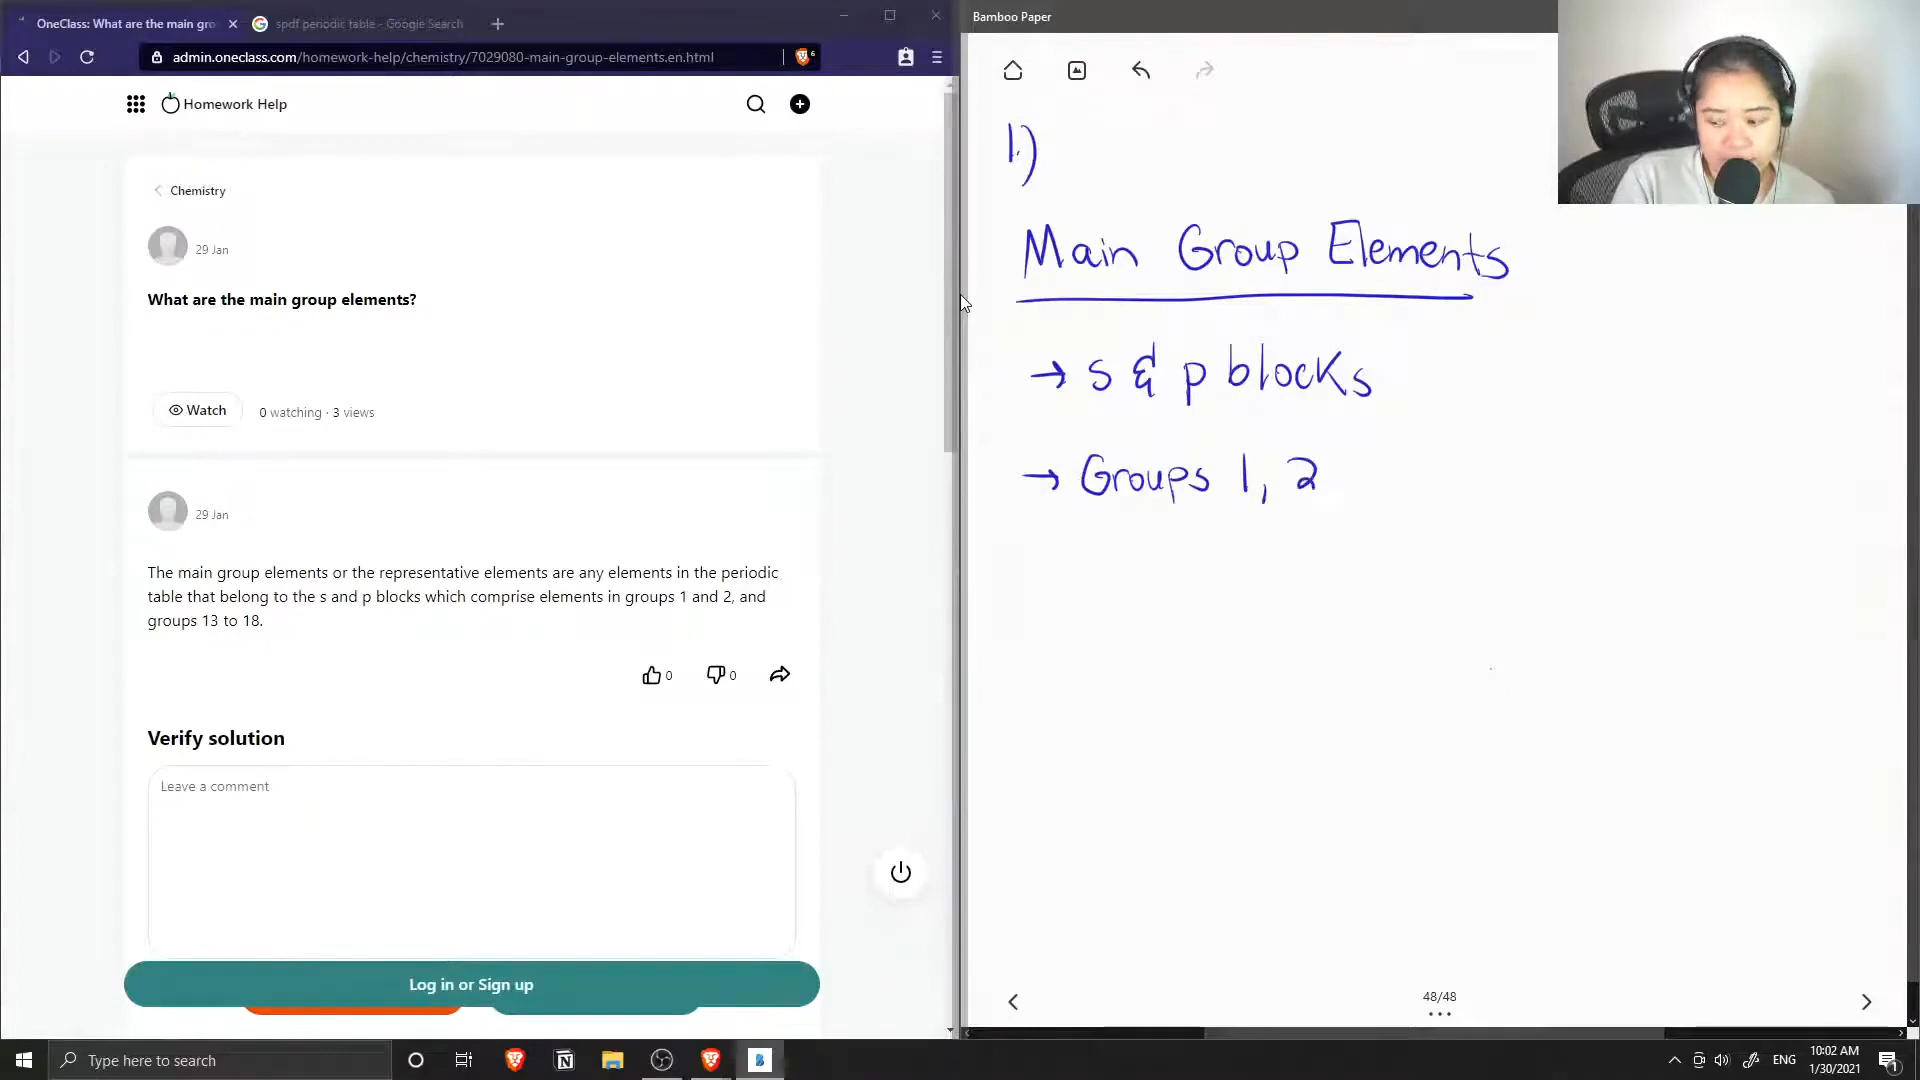 OneClass: What are the main gro
spdf periodic table - Google Search
admin.oneclass.com/homework-help/chemistry/7029080-main-group-elements.en.html
6
Homework Help
Chemistry
29 Jan
What are the main group elements?
Watch
0 watching · 3 views
29 Jan
The main group elements or the representative elements are any elements in the periodic
table that belong to the s and p blocks which comprise elements in groups 1 and 2, and
groups 13 to 18.
0
0
Verify solution
Leave a comment
Log in or Sign up
Bamboo Paper
1.)
Main Group Elements
→ s & p blocks
→ Groups 1, 2
48/48
Type here to search
ENG
10:02 AM
1/30/2021
1